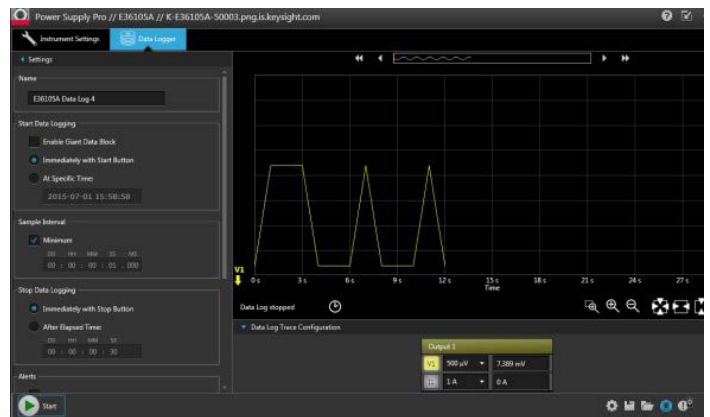 Power Supply Pro // E36105A // K-E36105A-50003.png.is.keysight.com
Instrument Settings
Data Logger
Settings
Name
E36105A Data Log 4
Start Data Logging
Enable Giant Data Block
Immediately with Start Button
At Specific Time:
2015-07-01 15:58:58
Sample Interval
Minimum
DD HH MM SS MS
00 : 00 : 00 : 01 . 000
Stop Data Logging
Immediately with Stop Button
After Elapsed Time:
DD HH MM SS
00 : 00 : 00 : 30
Alerts
Start
V1
0 s 3 s 6 s 9 s 12 s 15 s 18 s 21 s 24 s 27 s
Time
Data Log stopped
Data Log Trace Configuration
Output 1
V1 500 µV 7.389 mV
I1 1 A 0 A